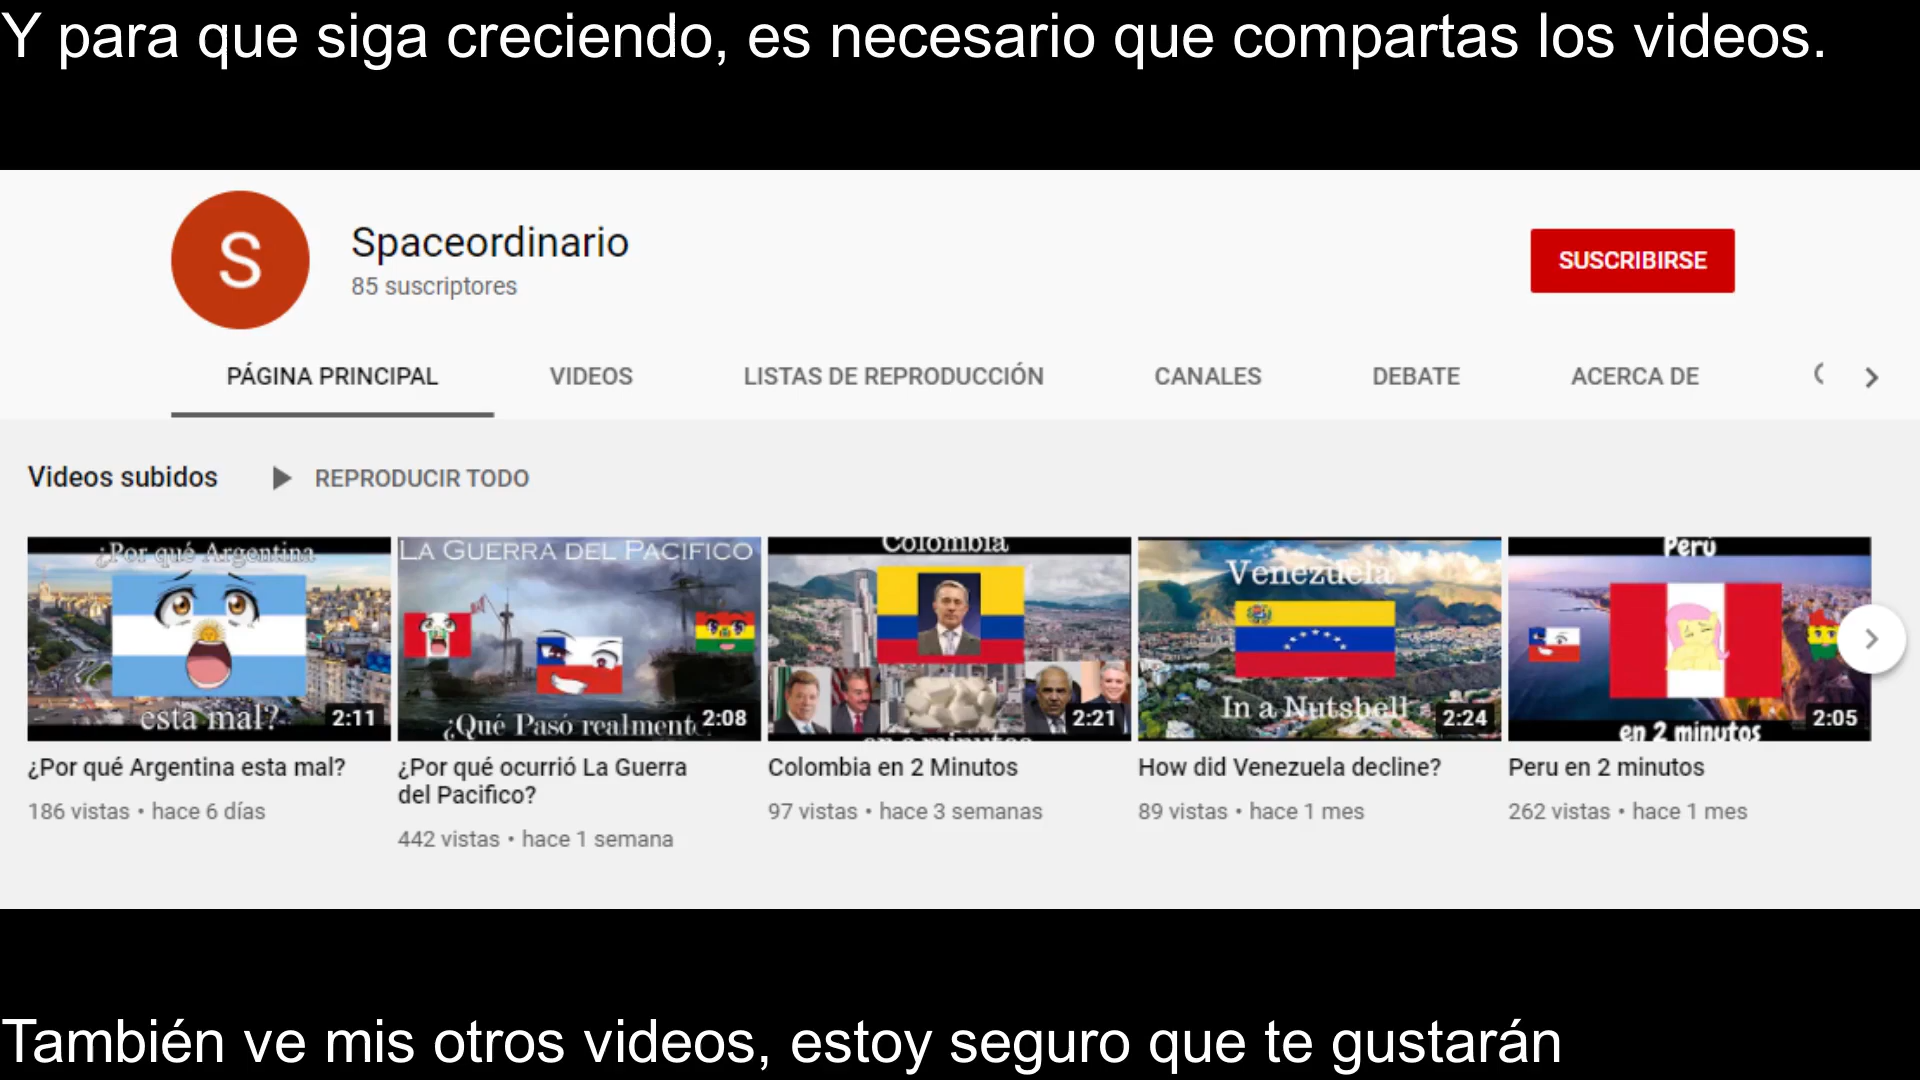 Y para que siga creciendo, es necesario que compartas los videos.
S
Spaceordinario
85 suscriptores
SUSCRIBIRSE
PÁGINA PRINCIPAL
VIDEOS
LISTAS DE REPRODUCCIÓN
CANALES
DEBATE
ACERCA DE
Videos subidos
REPRODUCIR TODO
¿Por qué Argentina
esta mal?
2:11
¿Por qué Argentina esta mal?
186 vistas • hace 6 días
LA GUERRA DEL PACIFICO
¿Qué Pasó realment
2:08
¿Por qué ocurrió La Guerra
del Pacifico?
442 vistas • hace 1 semana
Colombia
en 2 minutos
2:21
Colombia en 2 Minutos
97 vistas • hace 3 semanas
Venezuela
In a Nutshell
2:24
How did Venezuela decline?
89 vistas • hace 1 mes
Perú
en 2 minutos
2:05
Peru en 2 minutos
262 vistas • hace 1 mes
También ve mis otros videos, estoy seguro que te gustarán